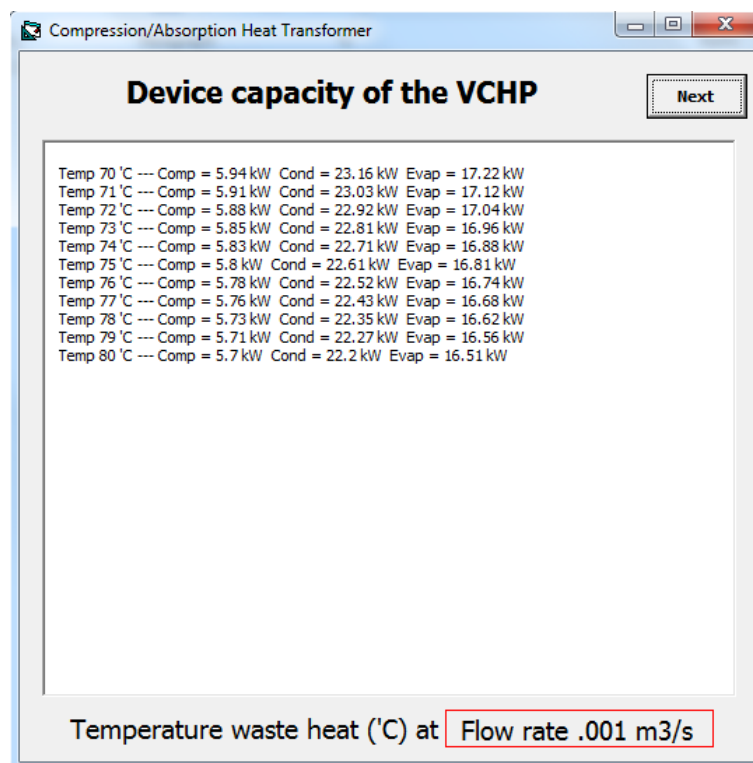 Compression/Absorption Heat Transformer
Device capacity of the VCHP
Next
Temp 70 'C --- Comp = 5.94 kW Cond = 23.16 kW Evap = 17.22 kW
Temp 71 'C --- Comp = 5.91 kW Cond = 23.03 kW Evap = 17.12 kW
Temp 72 'C --- Comp = 5.88 kW Cond = 22.92 kW Evap = 17.04 kW
Temp 73 'C --- Comp = 5.85 kW Cond = 22.81 kW Evap = 16.96 kW
Temp 74 'C --- Comp = 5.83 kW Cond = 22.71 kW Evap = 16.88 kW
Temp 75 'C --- Comp = 5.8 kW Cond = 22.61 kW Evap = 16.81 kW
Temp 76 'C --- Comp = 5.78 kW Cond = 22.52 kW Evap = 16.74 kW
Temp 77 'C --- Comp = 5.76 kW Cond = 22.43 kW Evap = 16.68 kW
Temp 78 'C --- Comp = 5.73 kW Cond = 22.35 kW Evap = 16.62 kW
Temp 79 'C --- Comp = 5.71 kW Cond = 22.27 kW Evap = 16.56 kW
Temp 80 'C --- Comp = 5.7 kW Cond = 22.2 kW Evap = 16.51 kW
Temperature waste heat ('C) at Flow rate .001 m3/s